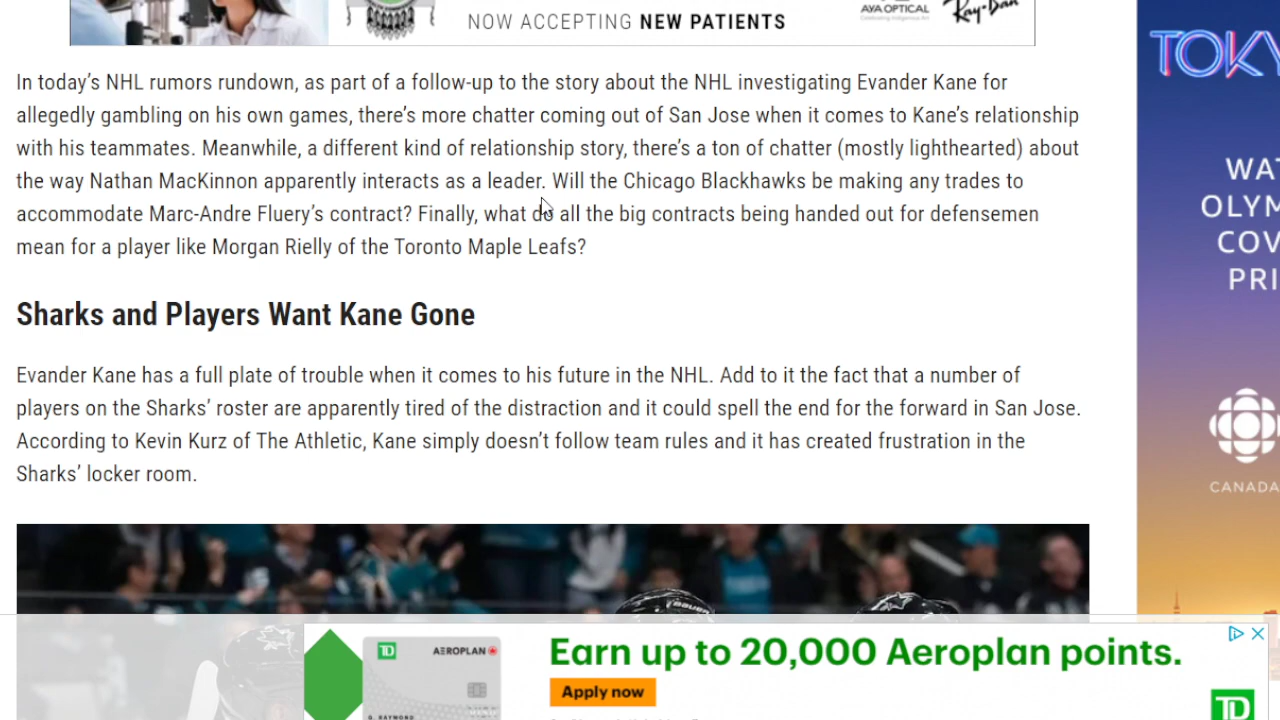 NOW ACCEPTING NEW PATIENTS
AYA OPTICAL
Celebrating Indigenous Art
Ray-Ban
In today's NHL rumors rundown, as part of a follow-up to the story about the NHL investigating Evander Kane for
allegedly gambling on his own games, there's more chatter coming out of San Jose when it comes to Kane's relationship
with his teammates. Meanwhile, a different kind of relationship story, there's a ton of chatter (mostly lighthearted) about
the way Nathan MacKinnon apparently interacts as a leader. Will the Chicago Blackhawks be making any trades to
accommodate Marc-Andre Fluery's contract? Finally, what do all the big contracts being handed out for defensemen
mean for a player like Morgan Rielly of the Toronto Maple Leafs?
Sharks and Players Want Kane Gone
Evander Kane has a full plate of trouble when it comes to his future in the NHL. Add to it the fact that a number of
players on the Sharks' roster are apparently tired of the distraction and it could spell the end for the forward in San Jose.
According to Kevin Kurz of The Athletic, Kane simply doesn't follow team rules and it has created frustration in the
Sharks' locker room.
TOKY
WAT
OLYM
COV
PRI
CANADA
BAUER
TD
AEROPLAN
G. RAYMOND
Earn up to 20,000 Aeroplan points.
Apply now
TD